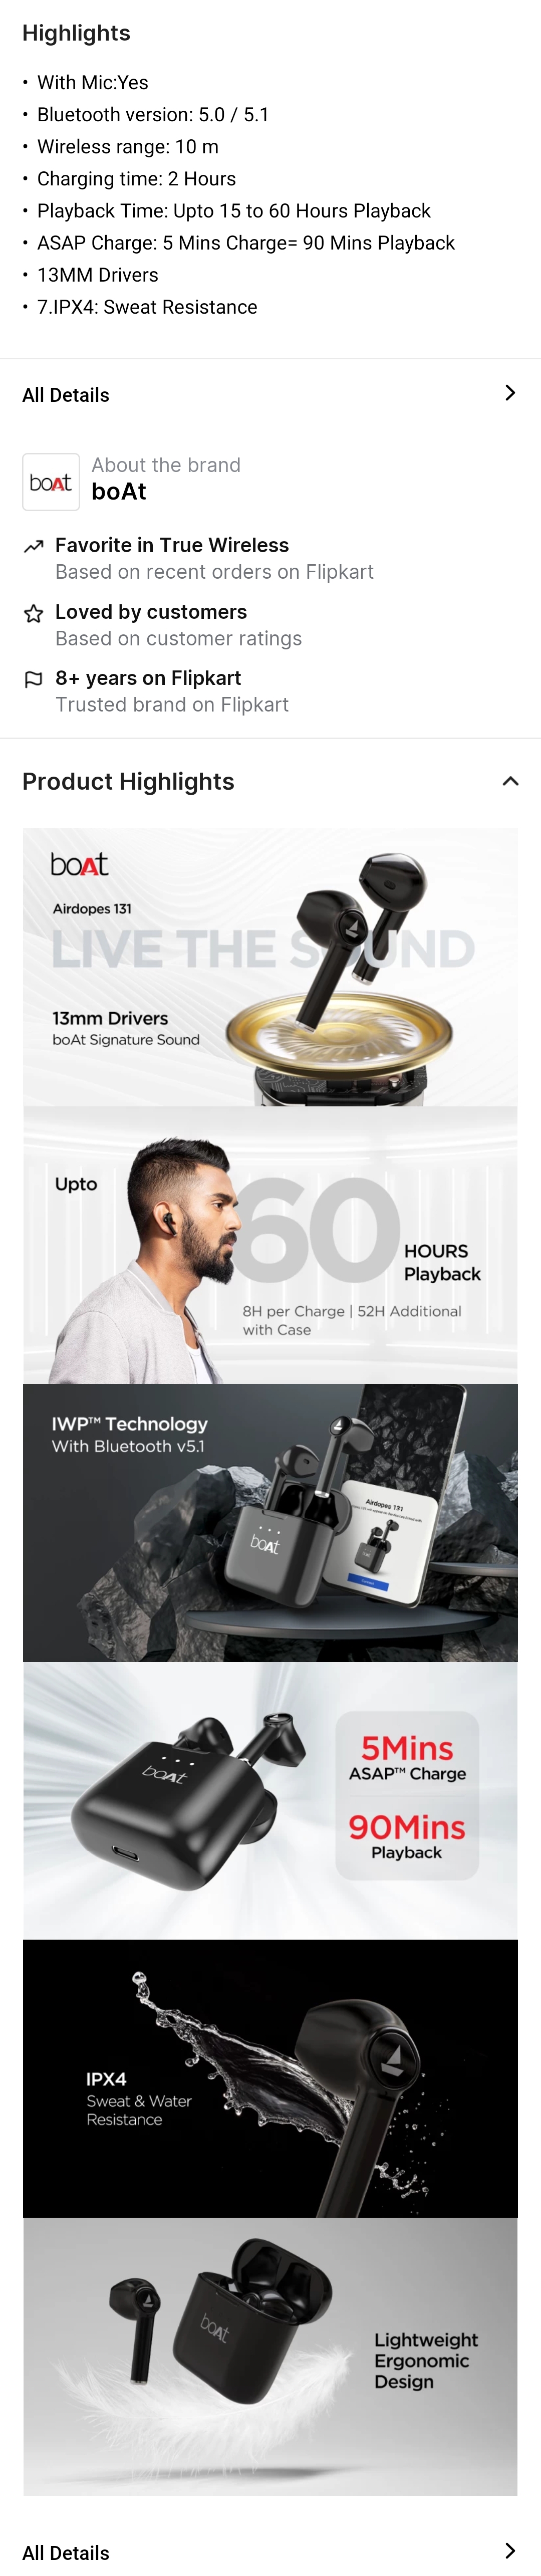 Highlights
• With Mic:Yes
• Bluetooth version: 5.0 / 5.1
• Wireless range: 10 m
• Charging time: 2 Hours
• Playback Time: Upto 15 to 60 Hours Playback
• ASAP Charge: 5 Mins Charge= 90 Mins Playback
• 13MM Drivers
• 7.IPX4: Sweat Resistance
All Details
boAt
About the brand
boAt
Favorite in True Wireless
Based on recent orders on Flipkart
Loved by customers
Based on customer ratings
8+ years on Flipkart
Trusted brand on Flipkart
Product Highlights
boAt
Airdopes 131
LIVE THE SOUND
13mm Drivers
boAt Signature Sound
Upto
60
HOURS
Playback
8H per Charge | 52H Additional
with Case
IWP™ Technology
With Bluetooth v5.1
Airdopes 131
boAt
boAt
5Mins
ASAP™ Charge
90Mins
Playback
IPX4
Sweat & Water
Resistance
boAt
Lightweight
Ergonomic
Design
All Details